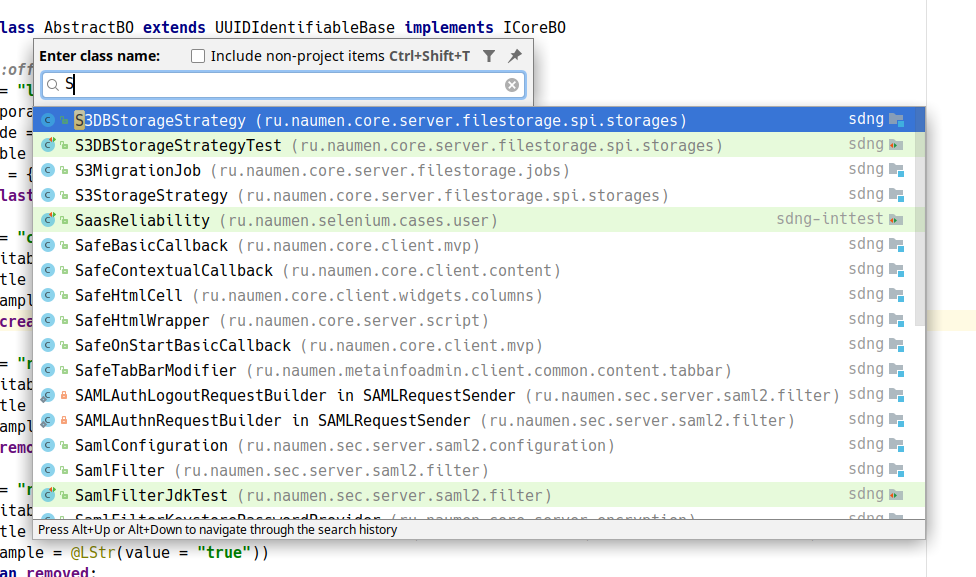 lass AbstractBO extends UUIDIdentifiableBase implements ICoreBO
Enter class name: Include non-project items Ctrl+Shift+T
:off
S
= "l
pora
S3DBStorageStrategy (ru.naumen.core.server.filestorage.spi.storages) sdng
de =
S3DBStorageStrategyTest (ru.naumen.core.server.filestorage.spi.storages) sdng
ble
S3MigrationJob (ru.naumen.core.server.filestorage.jobs) sdng
= {
last
S3StorageStrategy (ru.naumen.core.server.filestorage.spi.storages) sdng
SaasReliability (ru.naumen.selenium.cases.user) sdng-inttest
SafeBasicCallback (ru.naumen.core.client.mvp) sdng
itab
SafeContextualCallback (ru.naumen.core.client.content) sdng
tle
SafeHtmlCell (ru.naumen.core.client.widgets.columns) sdng
ampl
SafeHtmlWrapper (ru.naumen.core.server.script) sdng
crea
SafeOnStartBasicCallback (ru.naumen.core.client.mvp) sdng
SafeTabBarModifier (ru.naumen.metainfoadmin.client.common.content.tabbar) sdng
itab
SAMLAuthLogoutRequestBuilder in SAMLRequestSender (ru.naumen.sec.server.saml2.filter) sdng
tle
SAMLAuthnRequestBuilder in SAMLRequestSender (ru.naumen.sec.server.saml2.filter) sdng
ampl
SamlConfiguration (ru.naumen.sec.server.saml2.configuration) sdng
remo
SamlFilter (ru.naumen.sec.server.saml2.filter) sdng
SamlFilterJdkTest (ru.naumen.sec.server.saml2.filter) sdng
itab
SamlFilterKeystorePasswordProvider (ru.naumen.core.server.encryption) sdng
tle
Press Alt+Up or Alt+Down to navigate through the search history
ample = @LStr(value = "true"))
an removed;